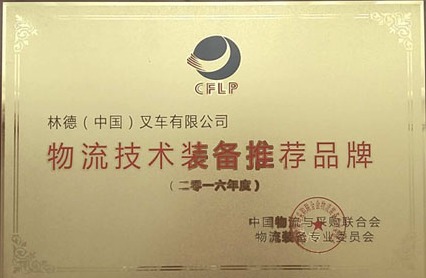 CFLP
林德（中国）叉车有限公司
物流技术装备推荐品牌
（二零一六年度）
中国物流与采购联合会
物流装备专业委员会